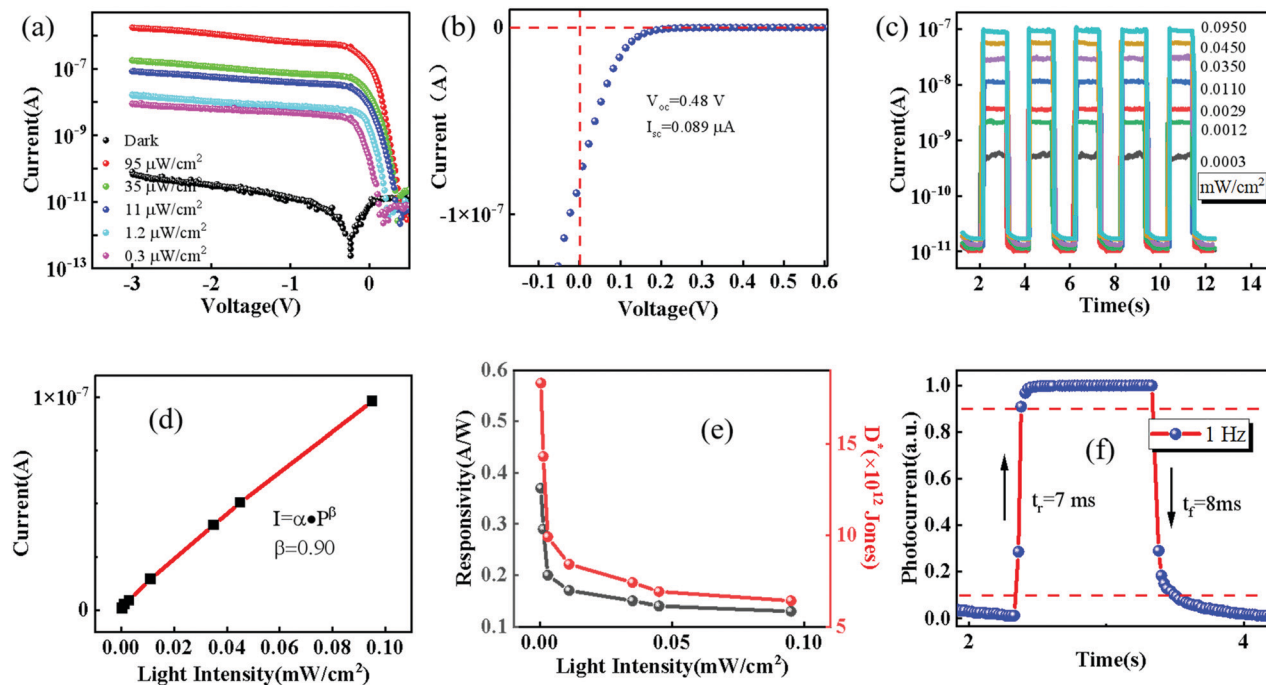 (a)
Current(A)
10⁻⁷
10⁻⁹
10⁻¹¹
10⁻¹³
Dark
95 μW/cm²
35 μW/cm²
11 μW/cm²
1.2 μW/cm²
0.3 μW/cm²
-3
-2
-1
0
Voltage(V)
(b)
Current (A)
0
-1×10⁻⁷
Voc=0.48 V
Isc=0.089 μA
-0.1
0.0
0.1
0.2
0.3
0.4
0.5
0.6
Voltage(V)
(c)
Current(A)
10⁻⁷
10⁻⁸
10⁻⁹
10⁻¹⁰
10⁻¹¹
0.0950
0.0450
0.0350
0.0110
0.0029
0.0012
0.0003
mW/cm²
2
4
6
8
10
12
14
Time(s)
(d)
Current(A)
1×10⁻⁷
0
I=α•Pᵝ
β=0.90
0.00
0.02
0.04
0.06
0.08
0.10
Light Intensity(mW/cm²)
(e)
Responsivity(A/W)
0.6
0.5
0.4
0.3
0.2
0.1
D*(×10¹² Jones)
15
10
5
0.00
0.05
0.10
Light Intensity(mW/cm²)
(f)
Photocurrent(a.u.)
1.0
0.8
0.6
0.4
0.2
0.0
1 Hz
tr=7 ms
tf=8ms
2
4
Time(s)